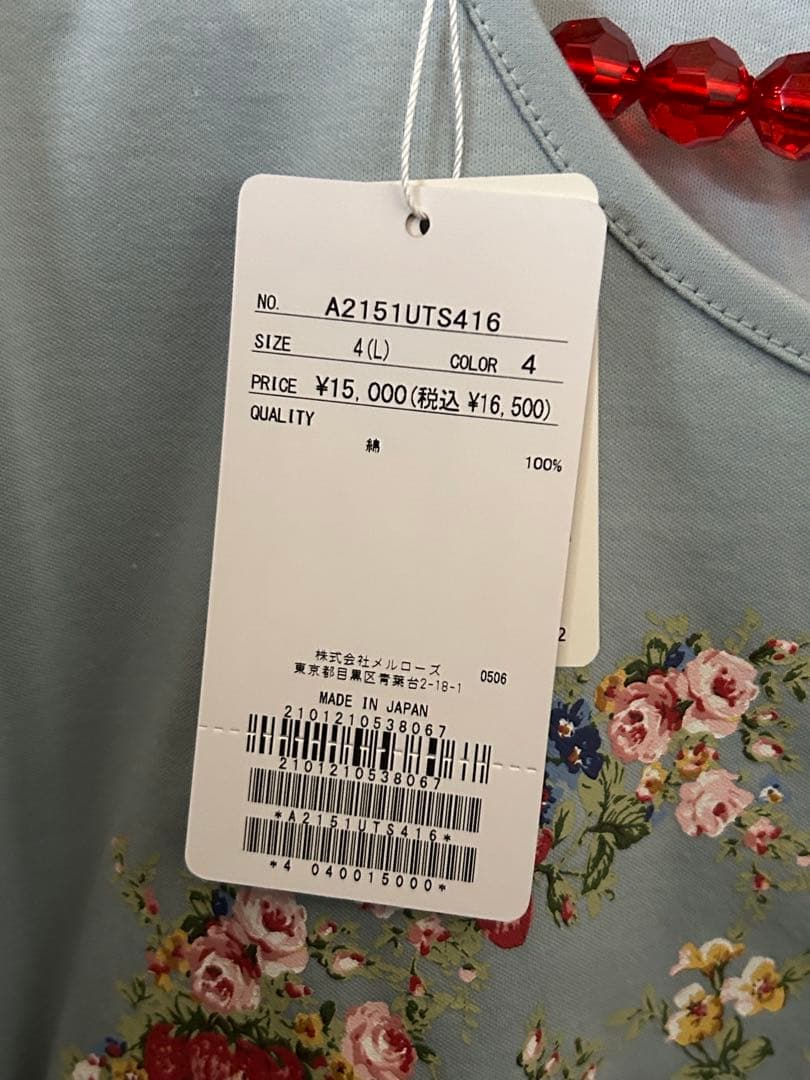 NO. A2151UTS416
SIZE 4(L) COLOR 4
PRICE ¥15,000(税込 ¥16,500)
QUALITY
綿 100%
2
株式会社メルローズ
東京都目黒区青葉台2-18-1 0506
MADE IN JAPAN
2101210538067
2101210538067
*A2151UTS416*
*4 040015000*